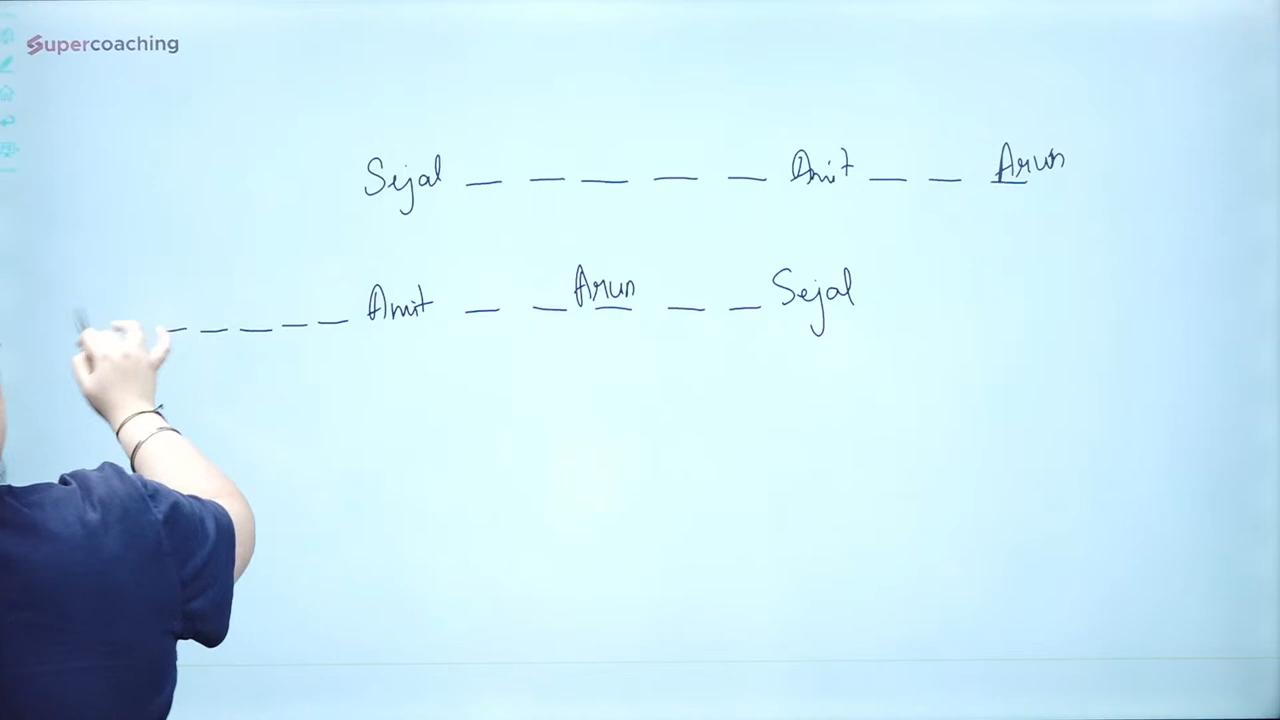 Supercoaching
Sejal _ _ _ _ _ Amit _ _ Arun
_ _ _ _ _ Amit _ _ Arun _ _ Sejal